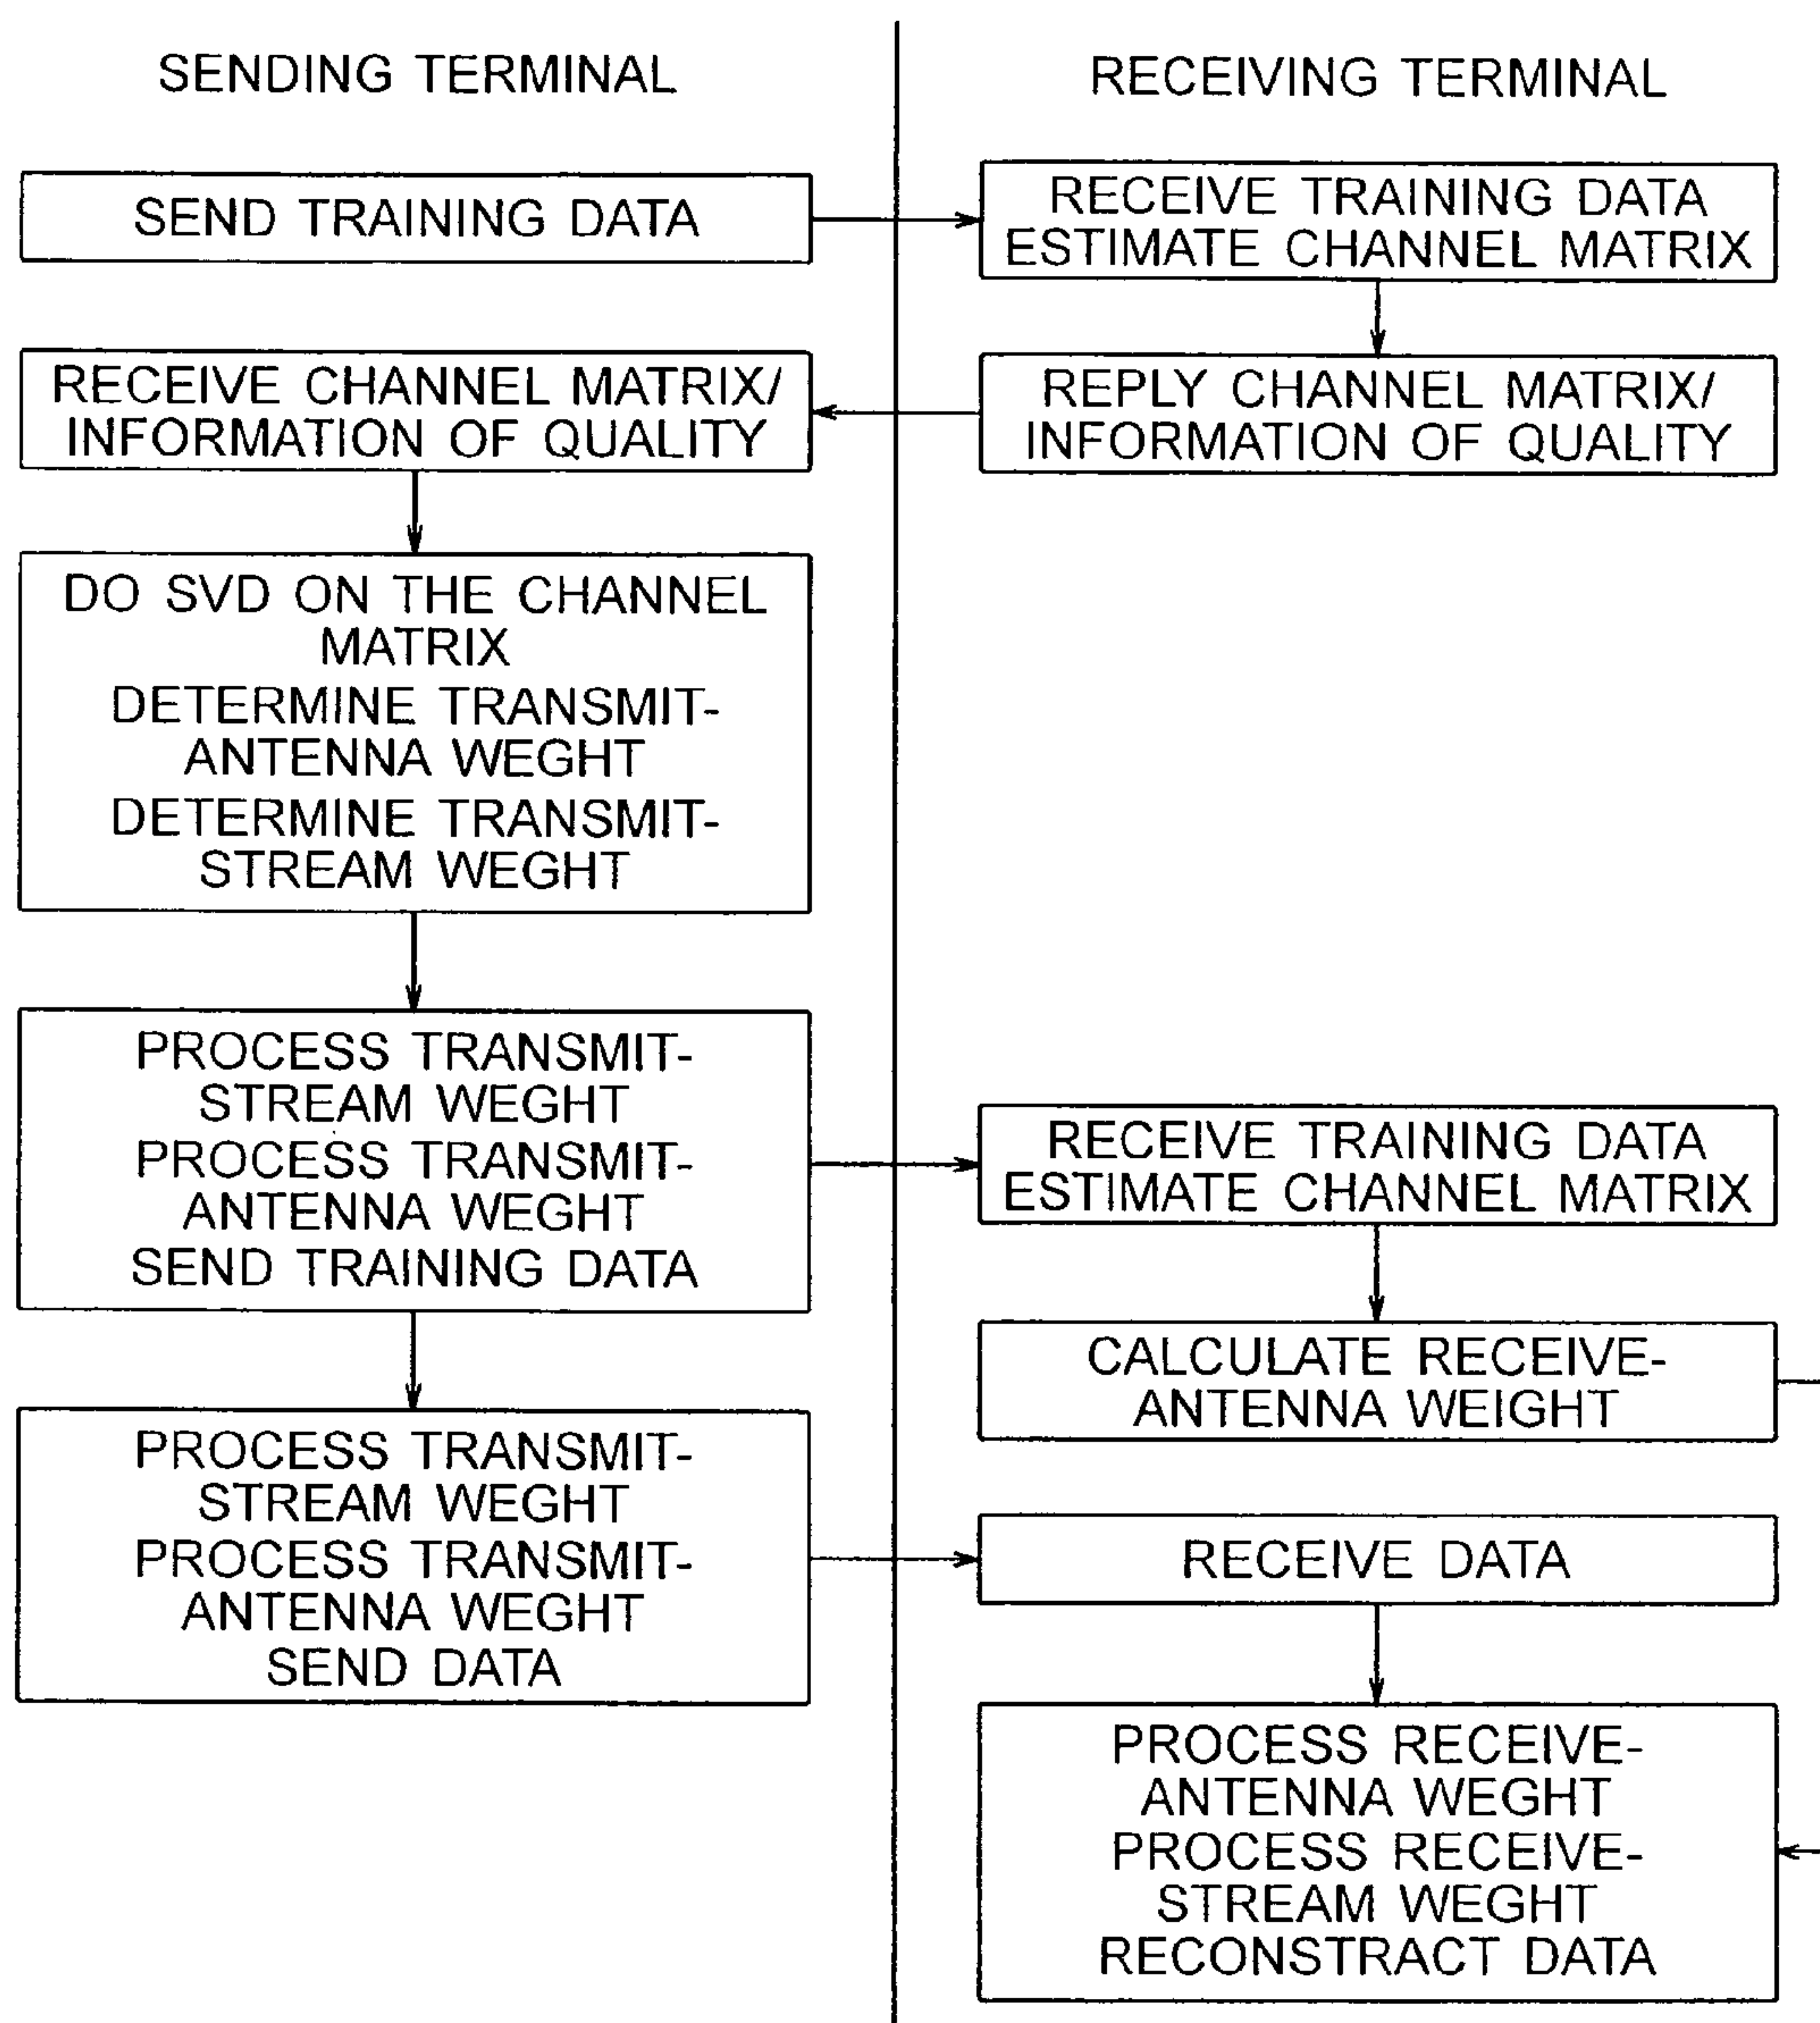 SENDING TERMINAL
RECEIVING TERMINAL
SEND TRAINING DATA
RECEIVE TRAINING DATA
ESTIMATE CHANNEL MATRIX
RECEIVE CHANNEL MATRIX/
INFORMATION OF QUALITY
REPLY CHANNEL MATRIX/
INFORMATION OF QUALITY
DO SVD ON THE CHANNEL
MATRIX
DETERMINE TRANSMIT-
ANTENNA WEGHT
DETERMINE TRANSMIT-
STREAM WEGHT
PROCESS TRANSMIT-
STREAM WEGHT
PROCESS TRANSMIT-
ANTENNA WEGHT
SEND TRAINING DATA
RECEIVE TRAINING DATA
ESTIMATE CHANNEL MATRIX
CALCULATE RECEIVE-
ANTENNA WEIGHT
PROCESS TRANSMIT-
STREAM WEGHT
PROCESS TRANSMIT-
ANTENNA WEGHT
SEND DATA
RECEIVE DATA
PROCESS RECEIVE-
ANTENNA WEGHT
PROCESS RECEIVE-
STREAM WEGHT
RECONSTRACT DATA